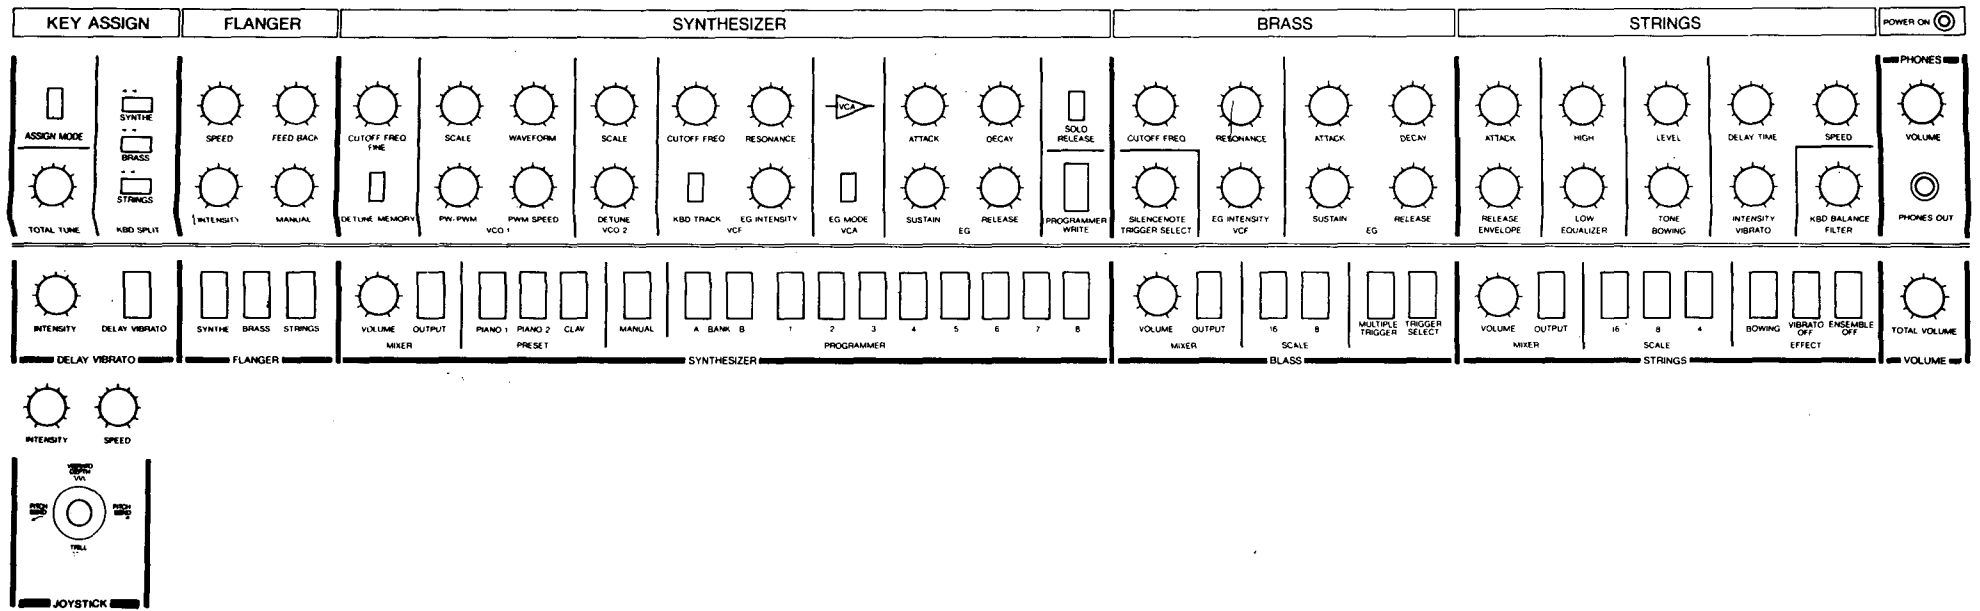 KEY ASSIGN FLANGER SYNTHESIZER BRASS STRINGS POWER ON
PHONES
SYNTHE VCA SOLO
ASSIGN MODE SPEED FEED BACK CUTOFF FREQ SCALE WAVEFORM SCALE CUTOFF FREQ RESONANCE ATTACK DECAY RELEASE CUTOFF FREQ RESONANCE ATTACK DECAY ATTACK HIGH LEVEL DELAY TIME SPEED VOLUME
FINE
BRASS
STRINGS
INTENSITY MANUAL DETUNE MEMORY PW-PWM PWM SPEED DETUNE KBD TRACK EG INTENSITY EG MODE SUSTAIN RELEASE PROGRAMMER SILENCENOTE EG INTENSITY SUSTAIN RELEASE RELEASE LOW TONE INTENSITY KBD BALANCE PHONES OUT
TOTAL TUNE KBD SPLIT VCO 1 VCO 2 VCF VCA EG WRITE TRIGGER SELECT VCF EG ENVELOPE EQUALIZER BOWING VIBRATO FILTER
INTENSITY DELAY VIBRATO SYNTHE BRASS STRINGS VOLUME OUTPUT PIANO 1 PIANO 2 CLAV MANUAL A BANK B 1 2 3 4 5 6 7 8 VOLUME OUTPUT 16 8 MULTIPLE TRIGGER TRIGGER SELECT VOLUME OUTPUT 16 8 4 BOWING VIBRATO OFF ENSEMBLE OFF TOTAL VOLUME
MIXER PRESET PROGRAMMER MIXER SCALE MIXER SCALE EFFECT
DELAY VIBRATO FLANGER SYNTHESIZER BLASS STRINGS VOLUME
INTENSITY SPEED
VIBRATO
DEPTH
PITCH BEND PITCH BEND
TRILL
JOYSTICK